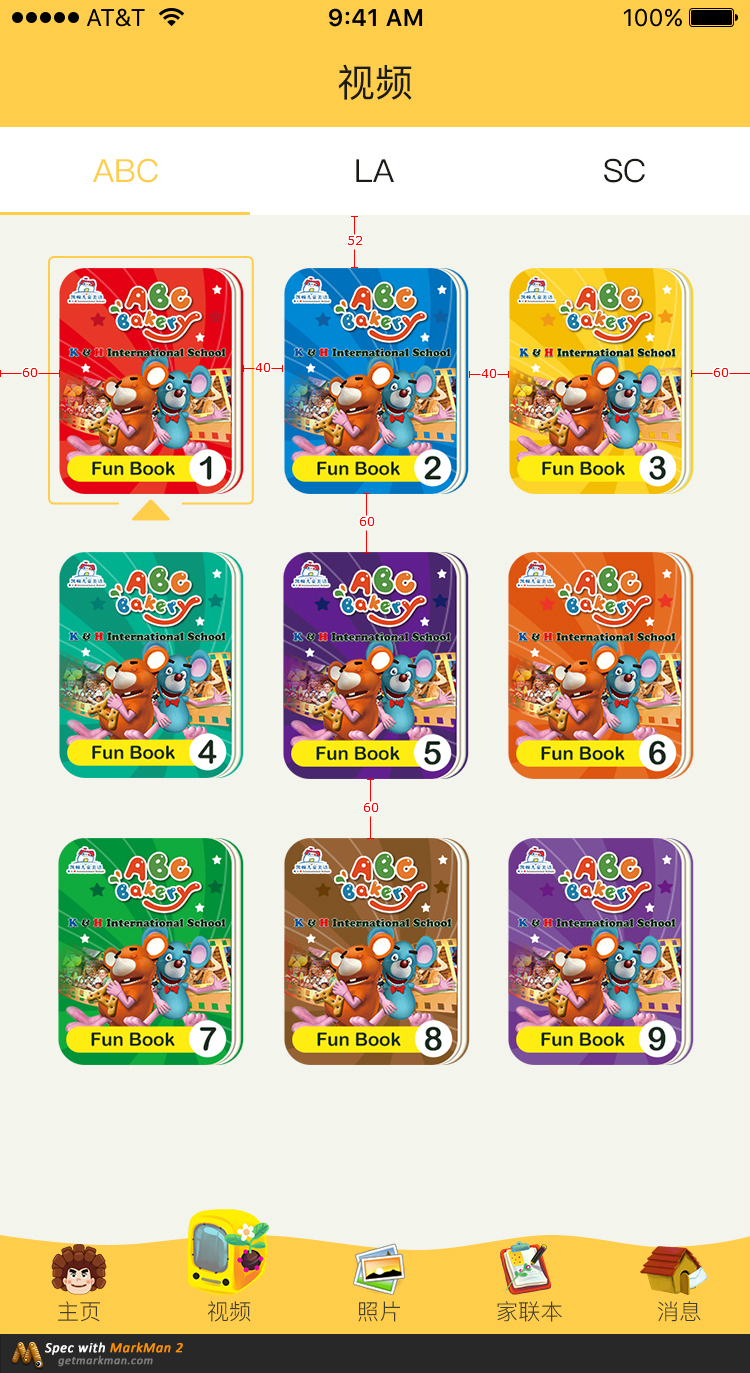 AT&T 9:41 AM 100%
视频
ABC LA SC
52
ABC Bakery
K & H International School
Fun Book 1
ABC Bakery
K & H International School
Fun Book 2
ABC Bakery
K & H International School
Fun Book 3
60 40 40 60
60
ABC Bakery
K & H International School
Fun Book 4
ABC Bakery
K & H International School
Fun Book 5
ABC Bakery
K & H International School
Fun Book 6
60
ABC Bakery
K & H International School
Fun Book 7
ABC Bakery
K & H International School
Fun Book 8
ABC Bakery
K & H International School
Fun Book 9
主页 视频 照片 家联本 消息
Spec with MarkMan 2
getmarkman.com